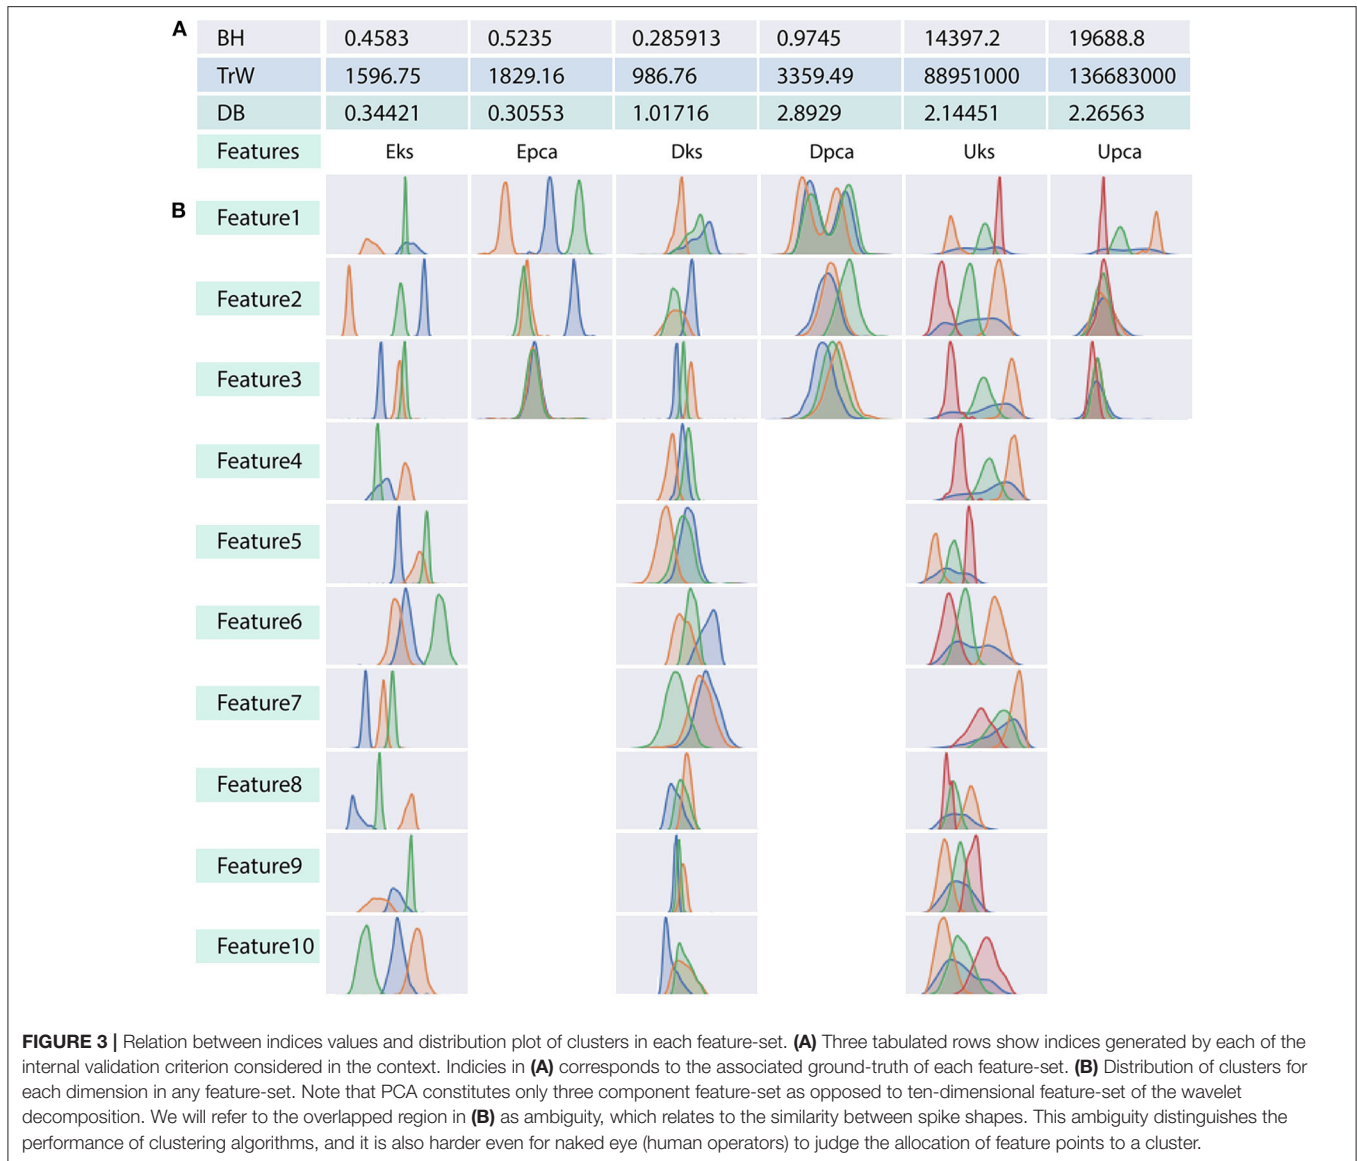 A BH 0.4583 0.5235 0.285913 0.9745 14397.2 19688.8
TrW 1596.75 1829.16 986.76 3359.49 88951000 136683000
DB 0.34421 0.30553 1.01716 2.8929 2.14451 2.26563
Features Eks Epca Dks Dpca Uks Upca
B Feature1
Feature2
Feature3
Feature4
Feature5
Feature6
Feature7
Feature8
Feature9
Feature10
FIGURE 3 | Relation between indices values and distribution plot of clusters in each feature-set. (A) Three tabulated rows show indices generated by each of the
internal validation criterion considered in the context. Indicies in (A) corresponds to the associated ground-truth of each feature-set. (B) Distribution of clusters for
each dimension in any feature-set. Note that PCA constitutes only three component feature-set as opposed to ten-dimensional feature-set of the wavelet
decomposition. We will refer to the overlapped region in (B) as ambiguity, which relates to the similarity between spike shapes. This ambiguity distinguishes the
performance of clustering algorithms, and it is also harder even for naked eye (human operators) to judge the allocation of feature points to a cluster.